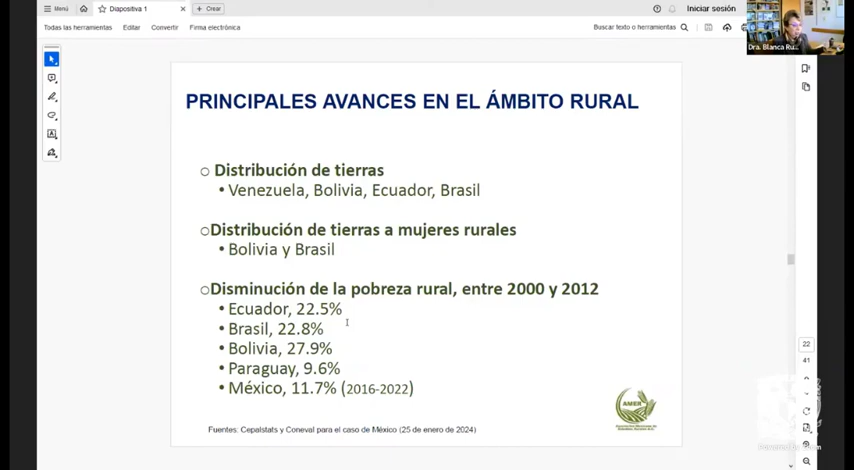 Menú
Diapositiva 1
+ Crear
Iniciar sesión
Todas las herramientas
Editar
Convertir
Firma electrónica
Buscar texto o herramientas
Dra. Blanca Ru...
PRINCIPALES AVANCES EN EL ÁMBITO RURAL
Distribución de tierras
• Venezuela, Bolivia, Ecuador, Brasil
Distribución de tierras a mujeres rurales
• Bolivia y Brasil
Disminución de la pobreza rural, entre 2000 y 2012
• Ecuador, 22.5%
• Brasil, 22.8%
• Bolivia, 27.9%
• Paraguay, 9.6%
• México, 11.7% (2016-2022)
AMER
Fuentes: Cepalstats y Coneval para el caso de México (25 de enero de 2024)
22
41